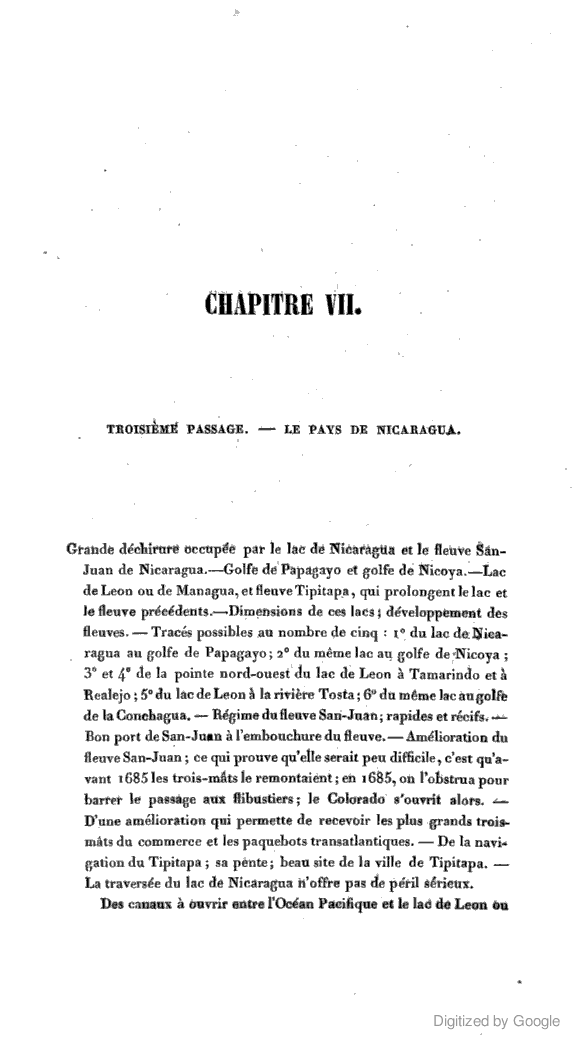 CHAPITRE VII.
TROISIÈME PASSAGE. — LE PAYS DE NICARAGUA.
Grande déchirure occupée par le lac de Nicaragua et le fleuve San-
Juan de Nicaragua.—Golfe de Papagayo et golfe de Nicoya.—Lac
de Leon ou de Managua, et fleuve Tipitapa, qui prolongent le lac et
le fleuve précédents.—Dimensions de ces lacs; développement des
fleuves. — Tracés possibles au nombre de cinq : 1° du lac de Nica-
ragua au golfe de Papagayo; 2° du même lac au golfe de Nicoya ;
3° et 4° de la pointe nord-ouest du lac de Leon à Tamarindo et à
Realejo; 5° du lac de Leon à la rivière Tosta; 6° du même lac au golfe
de la Conchagua. — Régime du fleuve San-Juan; rapides et récifs. —
Bon port de San-Juan à l'embouchure du fleuve. — Amélioration du
fleuve San-Juan ; ce qui prouve qu'elle serait peu difficile, c'est qu'a-
vant 1685 les trois-mâts le remontaient; en 1685, on l'obstrua pour
barrer le passage aux flibustiers; le Colorado s'ouvrit alors. —
D'une amélioration qui permette de recevoir les plus grands trois-
mâts du commerce et les paquebots transatlantiques. — De la navi-
gation du Tipitapa ; sa pente; beau site de la ville de Tipitapa. —
La traversée du lac de Nicaragua n'offre pas de péril sérieux.
Des canaux à ouvrir entre l'Océan Pacifique et le lac de Leon ou
Digitized by Google